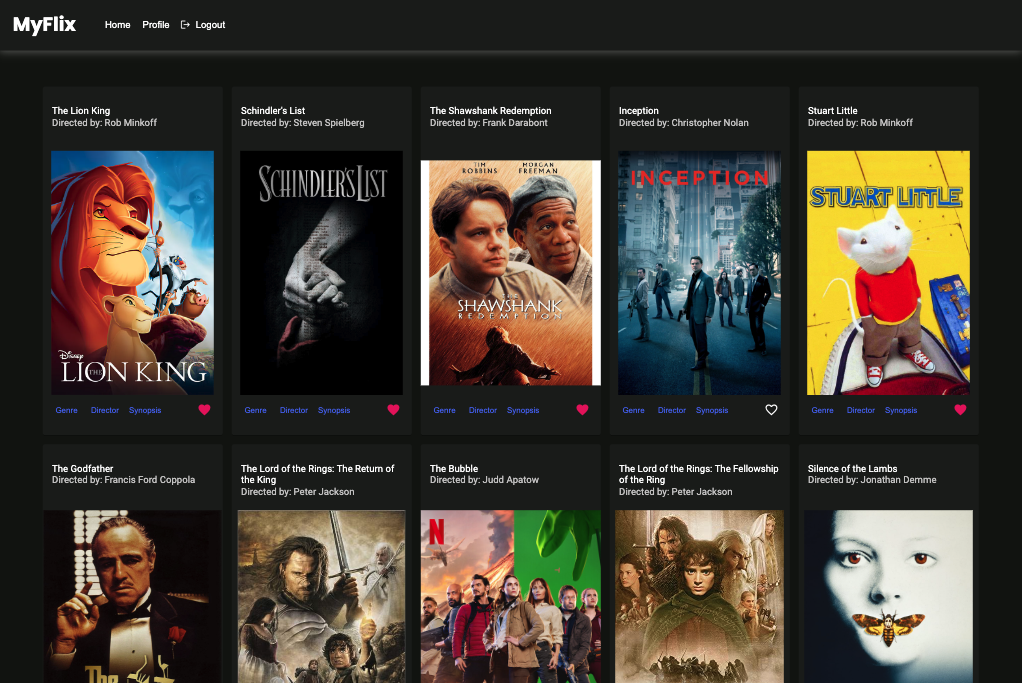 MyFlix
Home Profile Logout
The Lion King
Directed by: Rob Minkoff
Disney
THE LION KING
Genre Director Synopsis
Schindler's List
Directed by: Steven Spielberg
SCHINDLER'S LIST
Genre Director Synopsis
The Shawshank Redemption
Directed by: Frank Darabont
TIM ROBBINS
MORGAN FREEMAN
THE
SHAWSHANK
REDEMPTION
Genre Director Synopsis
Inception
Directed by: Christopher Nolan
INCEPTION
Genre Director Synopsis
Stuart Little
Directed by: Rob Minkoff
STUART LITTLE
Genre Director Synopsis
The Godfather
Directed by: Francis Ford Coppola
The
The Lord of the Rings: The Return of
the King
Directed by: Peter Jackson
The Bubble
Directed by: Judd Apatow
N
The Lord of the Rings: The Fellowship
of the Ring
Directed by: Peter Jackson
Silence of the Lambs
Directed by: Jonathan Demme